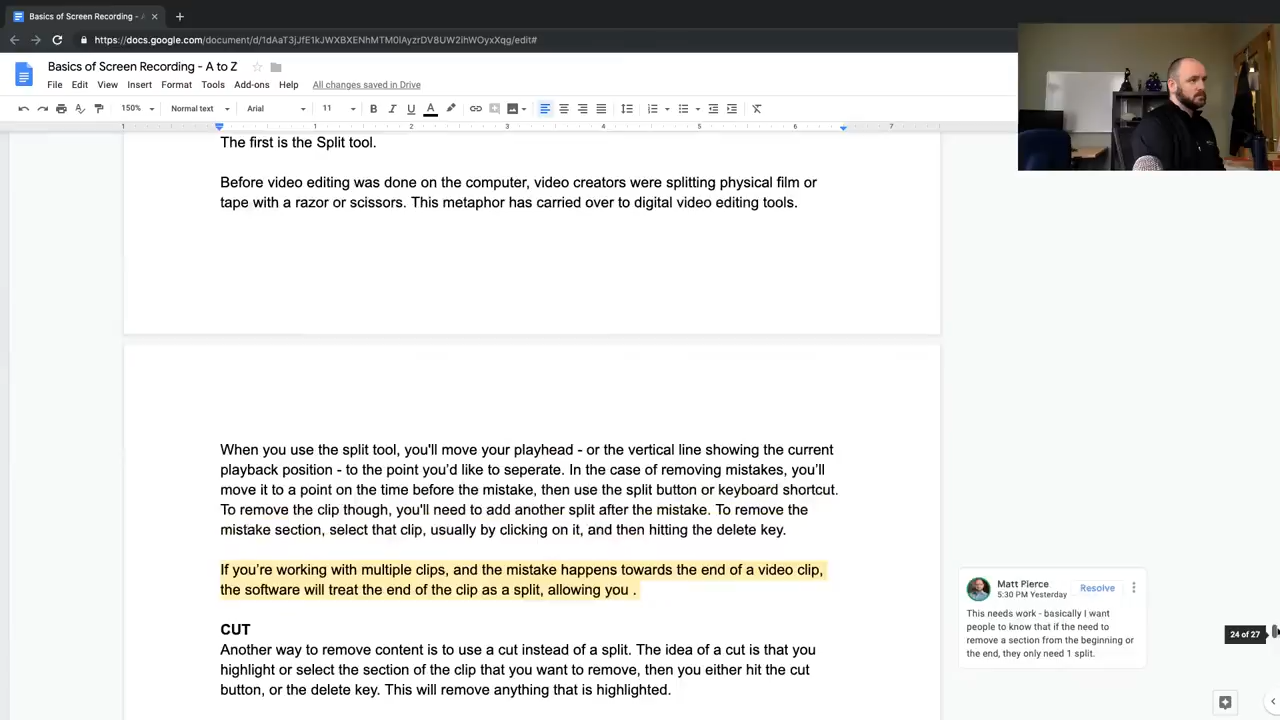 Basics of Screen Recording - A
https://docs.google.com/document/d/1dAaT3jJfE1kJWXBXENhMTM0IAyzrDV8UW2ihWOyxXqg/edit#
Basics of Screen Recording - A to Z
File Edit View Insert Format Tools Add-ons Help All changes saved in Drive
150% Normal text Arial 11 B I U A
1 1 2 3 4 5 6 7
The first is the Split tool.
Before video editing was done on the computer, video creators were splitting physical film or
tape with a razor or scissors. This metaphor has carried over to digital video editing tools.
When you use the split tool, you'll move your playhead - or the vertical line showing the current
playback position - to the point you'd like to seperate. In the case of removing mistakes, you'll
move it to a point on the time before the mistake, then use the split button or keyboard shortcut.
To remove the clip though, you'll need to add another split after the mistake. To remove the
mistake section, select that clip, usually by clicking on it, and then hitting the delete key.
If you're working with multiple clips, and the mistake happens towards the end of a video clip,
the software will treat the end of the clip as a split, allowing you .
CUT
Another way to remove content is to use a cut instead of a split. The idea of a cut is that you
highlight or select the section of the clip that you want to remove, then you either hit the cut
button, or the delete key. This will remove anything that is highlighted.
Matt Pierce
5:30 PM Yesterday
Resolve
This needs work - basically I want
people to know that if the need to
remove a section from the beginning or
the end, they only need 1 split.
24 of 27